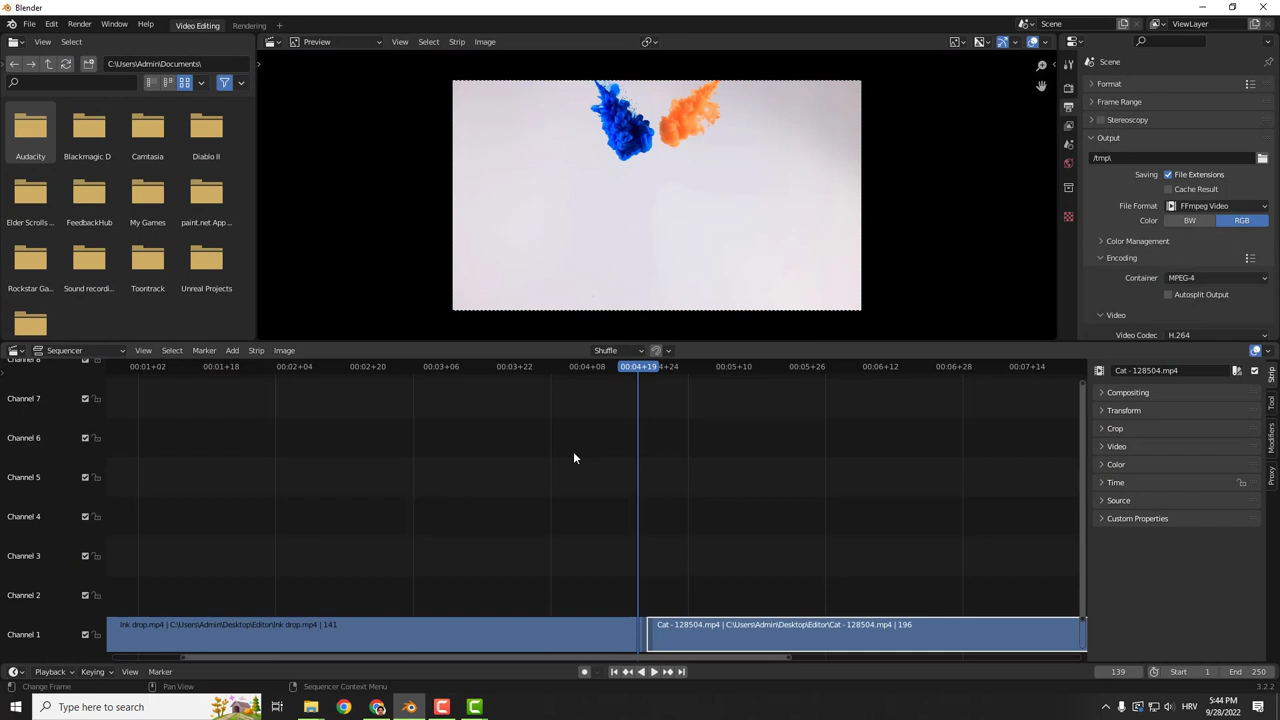 Blender
File Edit Render Window Help Video Editing Rendering + Scene ViewLayer
View Select Preview View Select Strip Image
C:\Users\Admin\Documents\ Scene
Format
Frame Range
Stereoscopy
Output
Audacity Blackmagic D Camtasia Diablo II /tmp\
Saving File Extensions
Cache Result
File Format FFmpeg Video
Elder Scrolls ... FeedbackHub My Games paint.net App ... Color BW RGB
Color Management
Encoding
Container MPEG-4
Rockstar Ga... Sound recordi... Toontrack Unreal Projects Autosplit Output
Video
Video Codec H.264
Sequencer View Select Marker Add Strip Image Shuffle
Channel 8 00:01+02 00:01+18 00:02+04 00:02+20 00:03+06 00:03+22 00:04+08 00:04+19 4+24 00:05+10 00:05+26 00:06+12 00:06+28 00:07+14 Cat - 128504.mp4 Strip
Compositing
Channel 7 Tool
Transform
Crop
Channel 6 Modifiers
Video
Color
Channel 5 Proxy
Time
Source
Channel 4 Custom Properties
Channel 3
Channel 2
Ink drop.mp4 | C:\Users\Admin\Desktop\Editor\Ink drop.mp4 | 141 Cat - 128504.mp4 | C:\Users\Admin\Desktop\Editor\Cat - 128504.mp4 | 196
Channel 1
Playback Keying View Marker 139 Start 1 End 250
Change Frame Pan View Sequencer Context Menu 3.2.2
Type here to search HRV 5:44 PM
9/28/2022